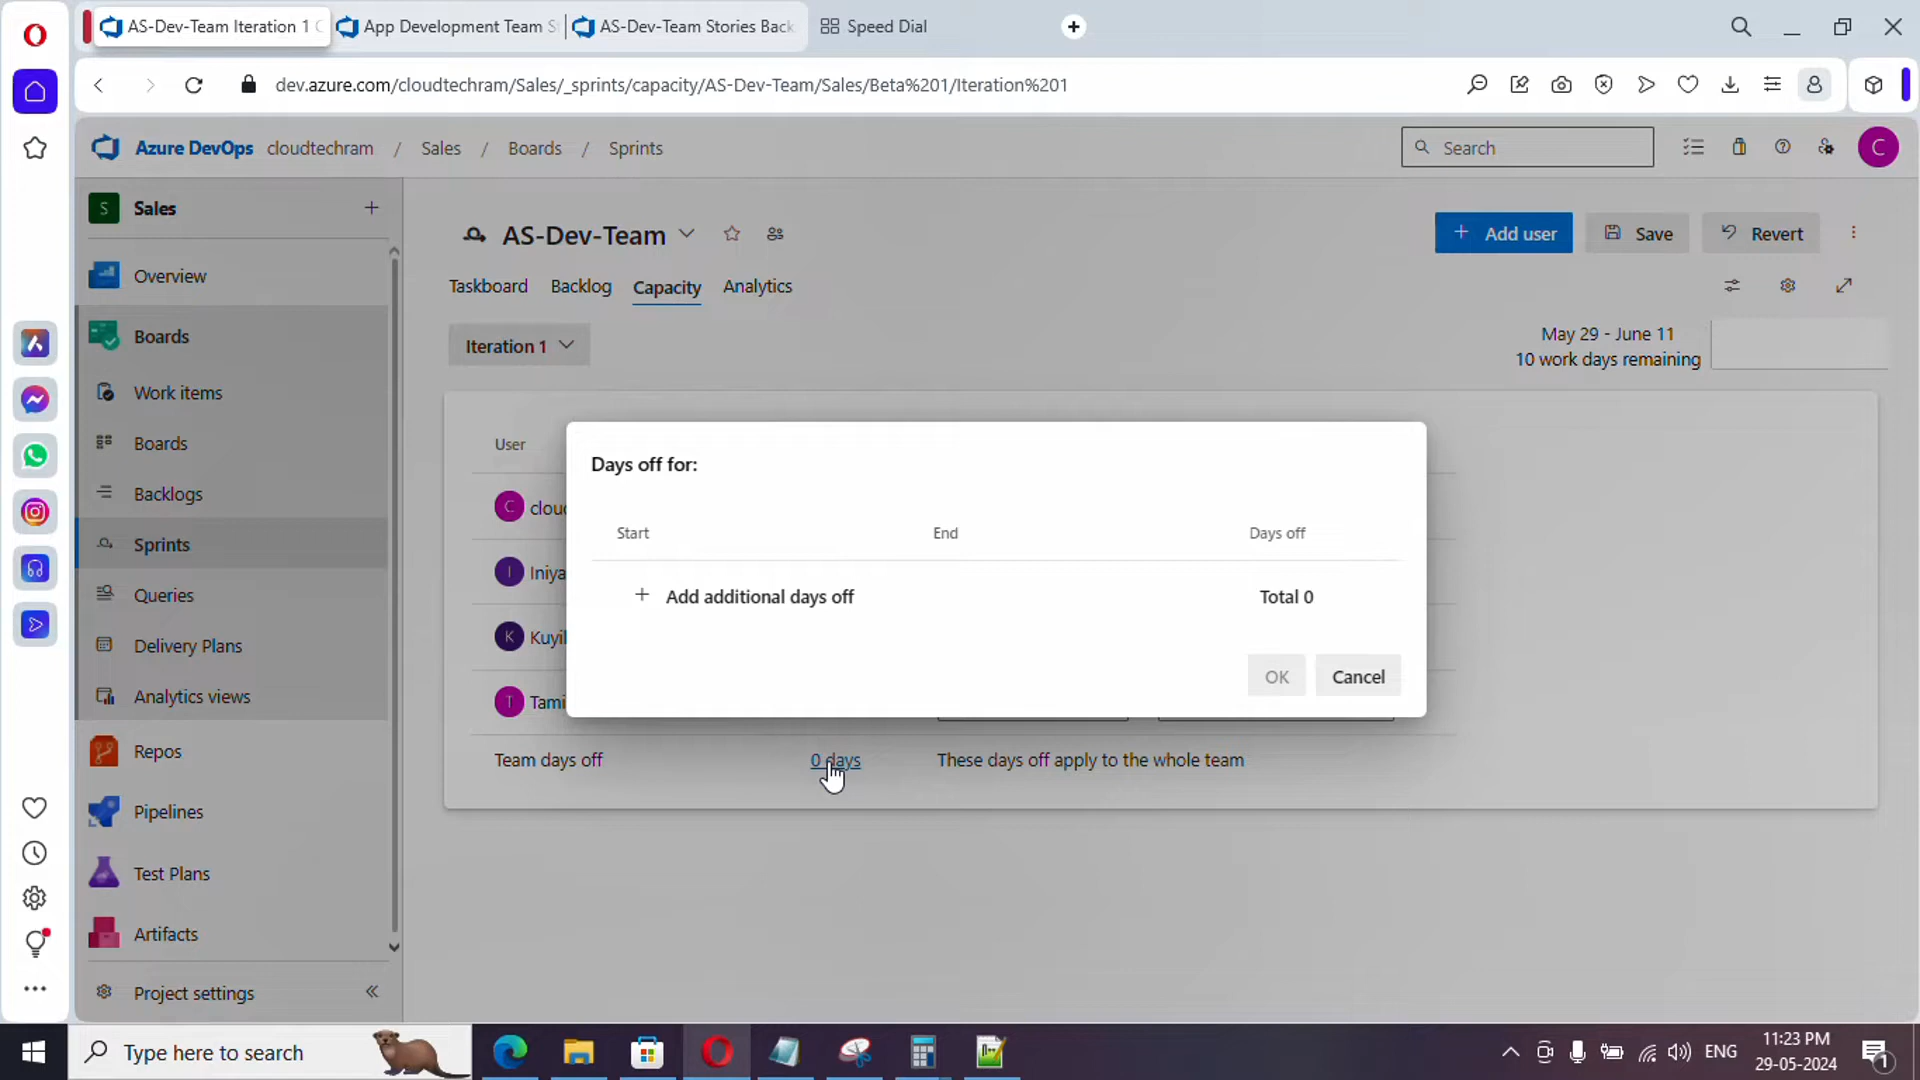 AS-Dev-Team Iteration 1 C
App Development Team S
AS-Dev-Team Stories Back
Speed Dial
dev.azure.com/cloudtechram/Sales/_sprints/capacity/AS-Dev-Team/Sales/Beta%201/Iteration%201
Azure DevOps cloudtechram / Sales / Boards / Sprints
Search
C
S Sales
Overview
Boards
Work items
Boards
Backlogs
Sprints
Queries
Delivery Plans
Analytics views
Repos
Pipelines
Test Plans
Artifacts
Project settings
AS-Dev-Team
Add user
Save
Revert
Taskboard Backlog Capacity Analytics
Iteration 1
May 29 - June 11
10 work days remaining
User
C clou
I Iniya
K Kuyil
T Tami
Team days off 0 days These days off apply to the whole team
Days off for:
Start End Days off
Add additional days off Total 0
OK Cancel
Type here to search
ENG
11:23 PM
29-05-2024
1